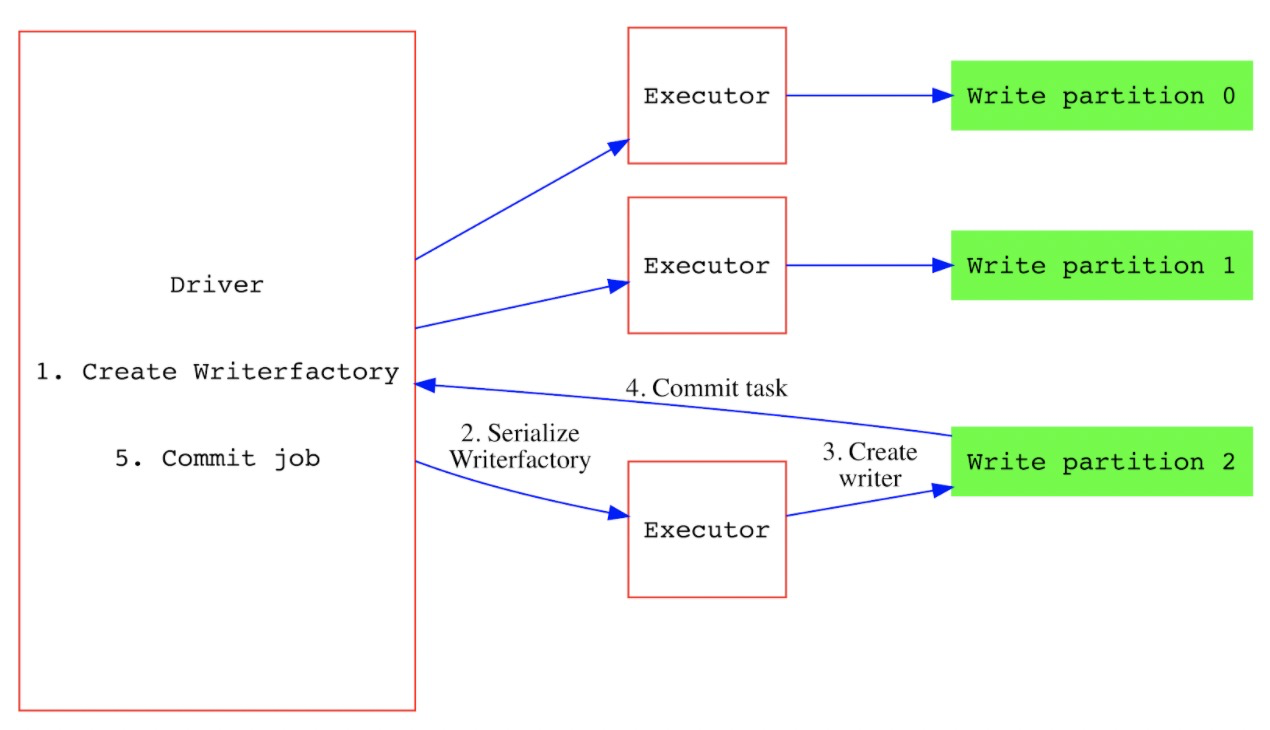 Executor
Write partition 0
Executor
Write partition 1
Driver
1. Create Writerfactory
5. Commit job
4. Commit task
2. Serialize
Writerfactory
3. Create
writer
Write partition 2
Executor